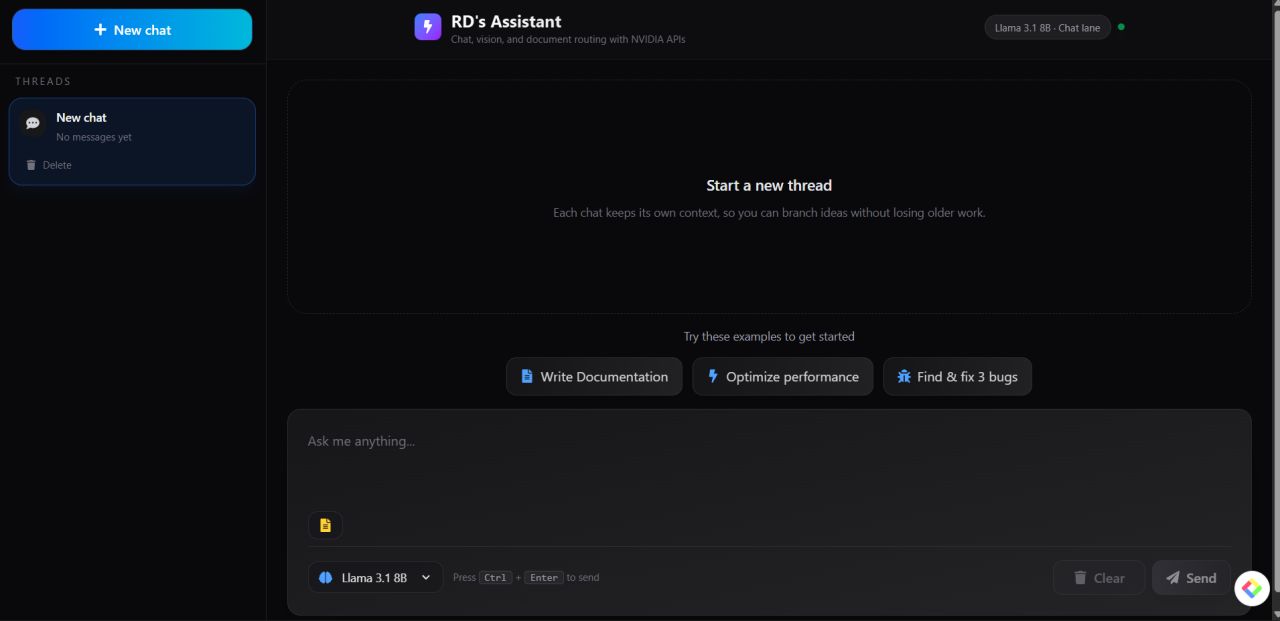 New chat
RD's Assistant
Chat, vision, and document routing with NVIDIA APIs
Llama 3.1 8B · Chat lane
THREADS
New chat
No messages yet
Delete
Start a new thread
Each chat keeps its own context, so you can branch ideas without losing older work.
Try these examples to get started
Write Documentation
Optimize performance
Find & fix 3 bugs
Ask me anything...
Llama 3.1 8B
Press Ctrl + Enter to send
Clear
Send